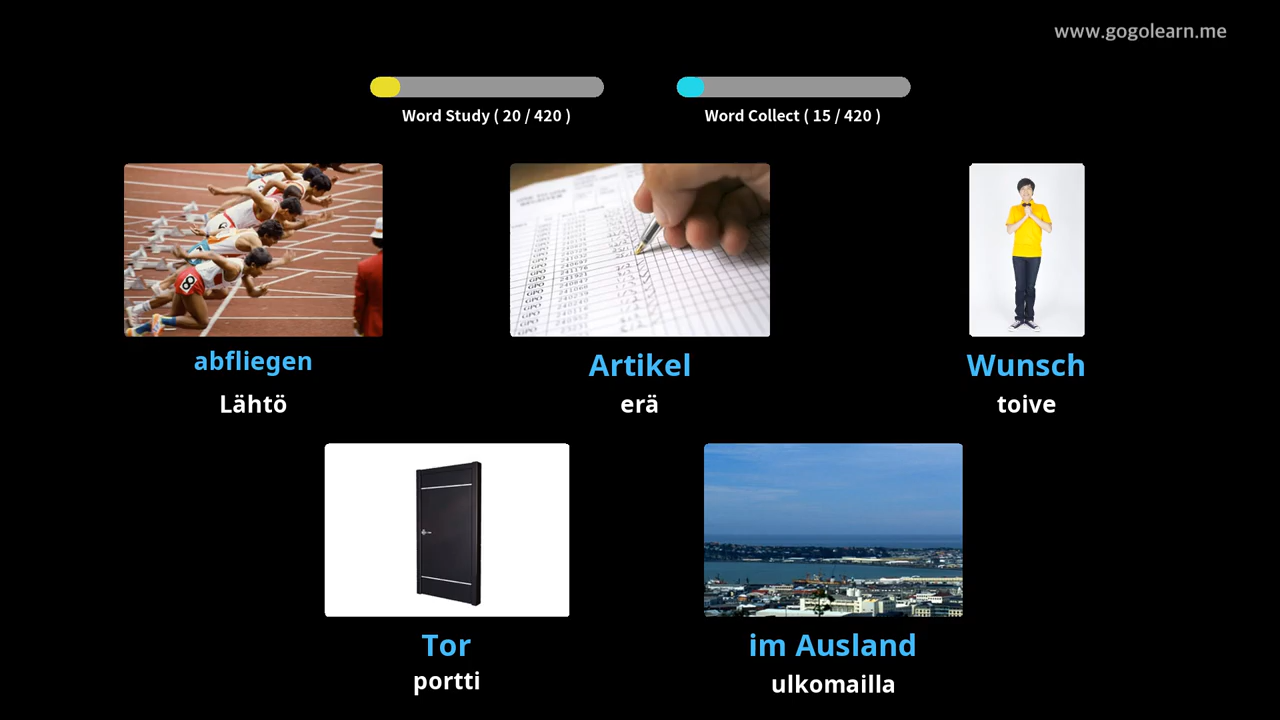 www.gogolearn.me
Word Study ( 20 / 420 )
Word Collect ( 15 / 420 )
abfliegen
Lähtö
Artikel
erä
Wunsch
toive
Tor
portti
im Ausland
ulkomailla